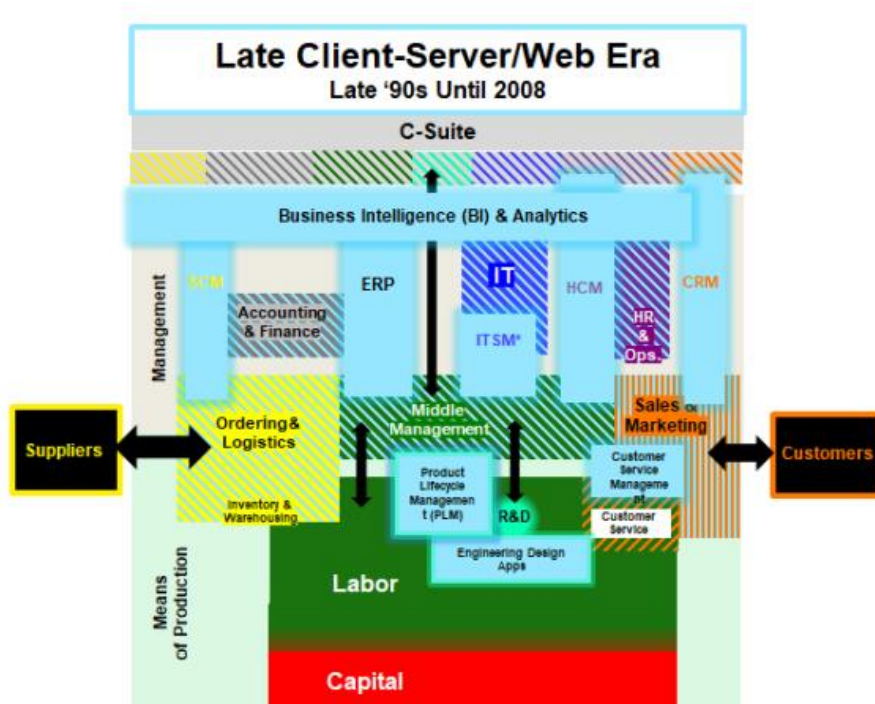 Late Client-Server/Web Era
Late ‘90s Until 2008
C-Suite
Business Intelligence (BI) & Analytics
Management
SCM
Accounting
& Finance
ERP
IT
ITSM*
HCM
HR
&
Ops.
CRM
Suppliers
Ordering&
Logistics
Inventory &
Warehousing
Middle
Management
Sales &
Marketing
Customers
Product
Lifecycle
Managemen
t (PLM)
R&D
Engineering Design
Apps
Customer
Service
Manageme
nt
Customer
Service
Means
of Production
Labor
Capital